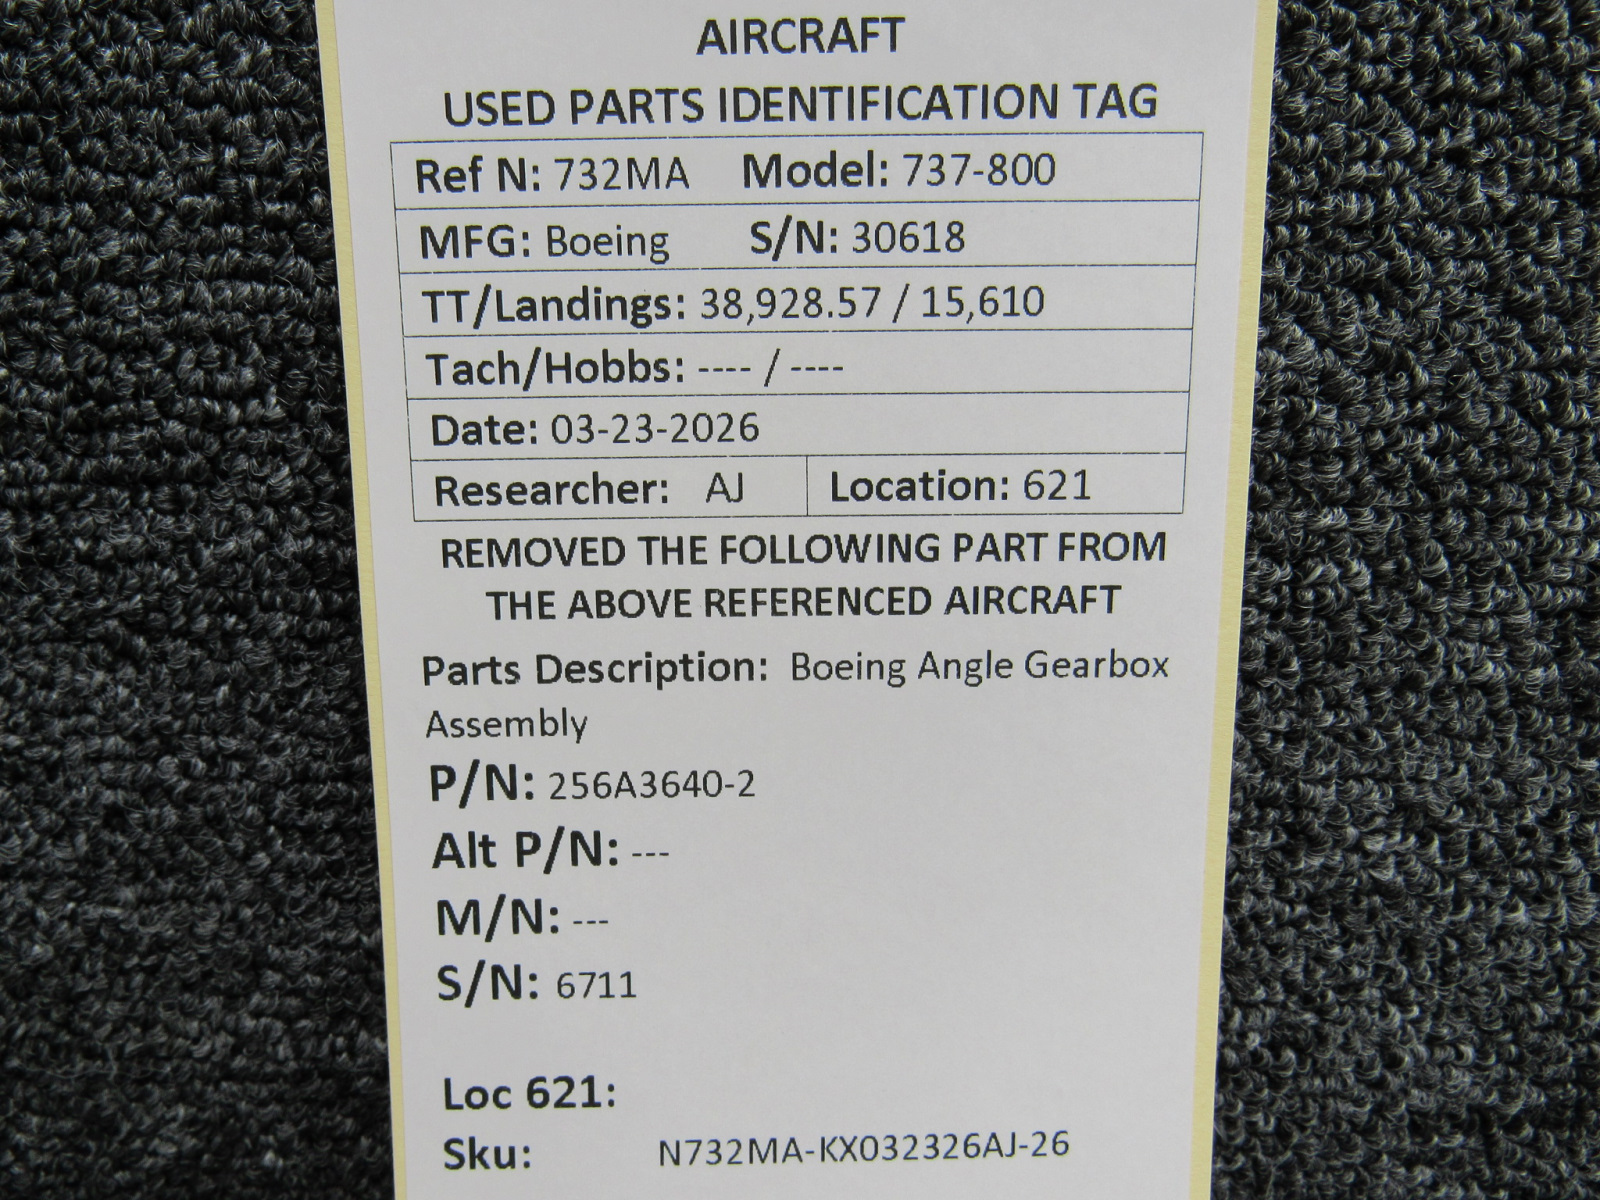 AIRCRAFT
USED PARTS IDENTIFICATION TAG
Ref N: 732MA Model: 737-800
MFG: Boeing S/N: 30618
TT/Landings: 38,928.57 / 15,610
Tach/Hobbs: ---- / ----
Date: 03-23-2026
Researcher: AJ Location: 621
REMOVED THE FOLLOWING PART FROM
THE ABOVE REFERENCED AIRCRAFT
Parts Description: Boeing Angle Gearbox
Assembly
P/N: 256A3640-2
Alt P/N: ---
M/N: ---
S/N: 6711
Loc 621:
Sku: N732MA-KX032326AJ-26